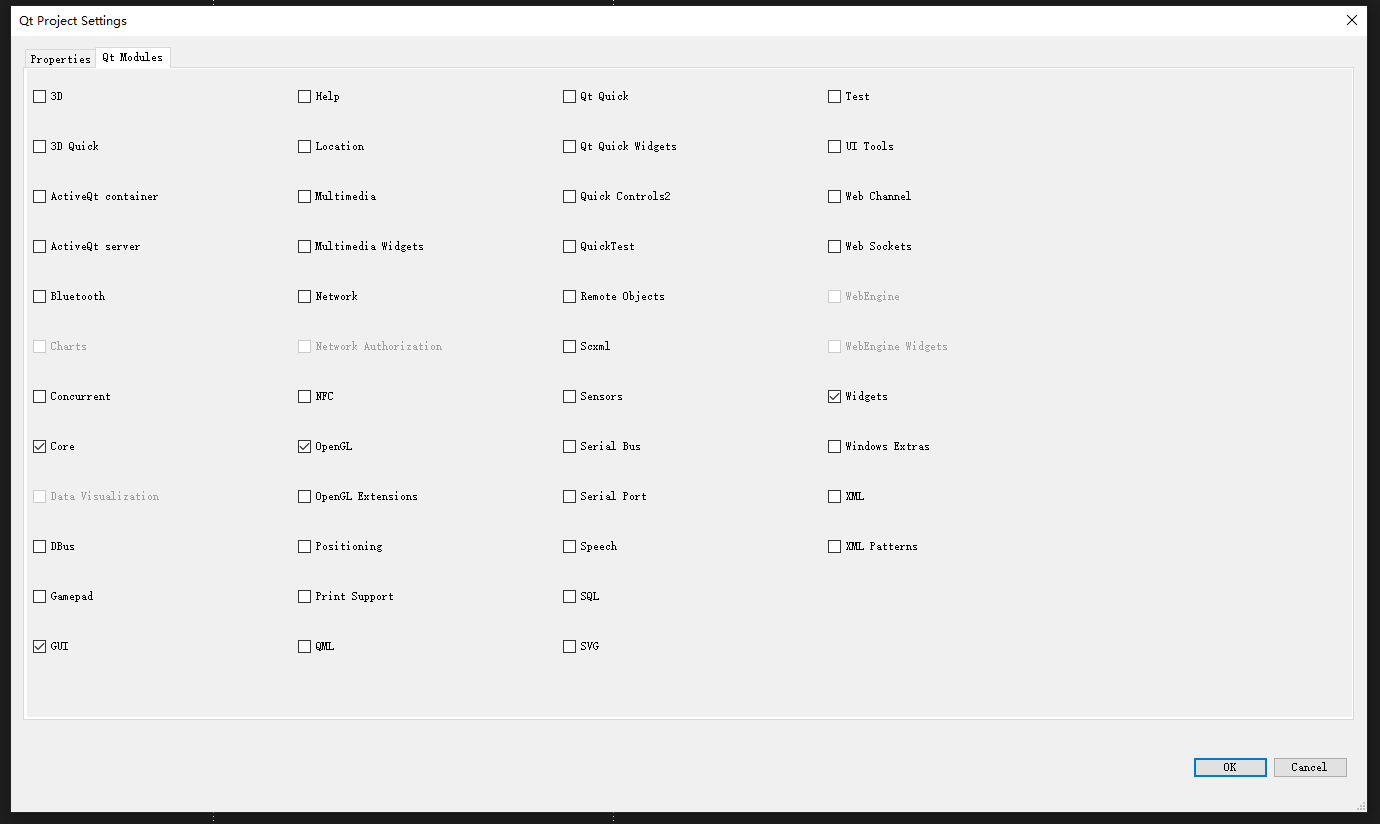 Qt Project Settings
Properties
Qt Modules
3D
Help
Qt Quick
Test
3D Quick
Location
Qt Quick Widgets
UI Tools
ActiveQt container
Multimedia
Quick Controls2
Web Channel
ActiveQt server
Multimedia Widgets
QuickTest
Web Sockets
Bluetooth
Network
Remote Objects
WebEngine
Charts
Network Authorization
Scxml
WebEngine Widgets
Concurrent
NFC
Sensors
Widgets
Core
OpenGL
Serial Bus
Windows Extras
Data Visualization
OpenGL Extensions
Serial Port
XML
DBus
Positioning
Speech
XML Patterns
Gamepad
Print Support
SQL
GUI
QML
SVG
OK
Cancel